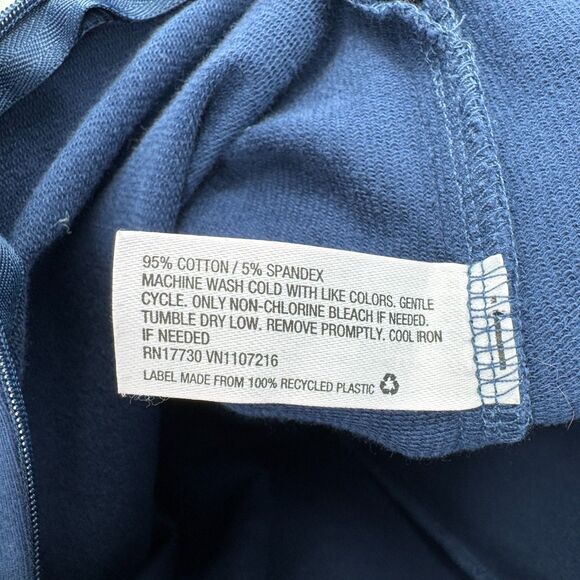 95% COTTON / 5% SPANDEX
MACHINE WASH COLD WITH LIKE COLORS. GENTLE
CYCLE. ONLY NON-CHLORINE BLEACH IF NEEDED.
TUMBLE DRY LOW. REMOVE PROMPTLY. COOL IRON
IF NEEDED
RN17730 VN1107216
LABEL MADE FROM 100% RECYCLED PLASTIC